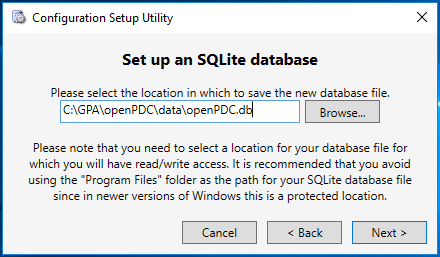 Configuration Setup Utility
Set up an SQLite database
Please select the location in which to save the new database file.
C:\GPA\openPDC\data\openPDC.db
Browse...
Please note that you need to select a location for your database file for
which you will have read/write access. It is recommended that you avoid
using the "Program Files" folder as the path for your SQLite database file
since in newer versions of Windows this is a protected location.
Cancel
< Back
Next >